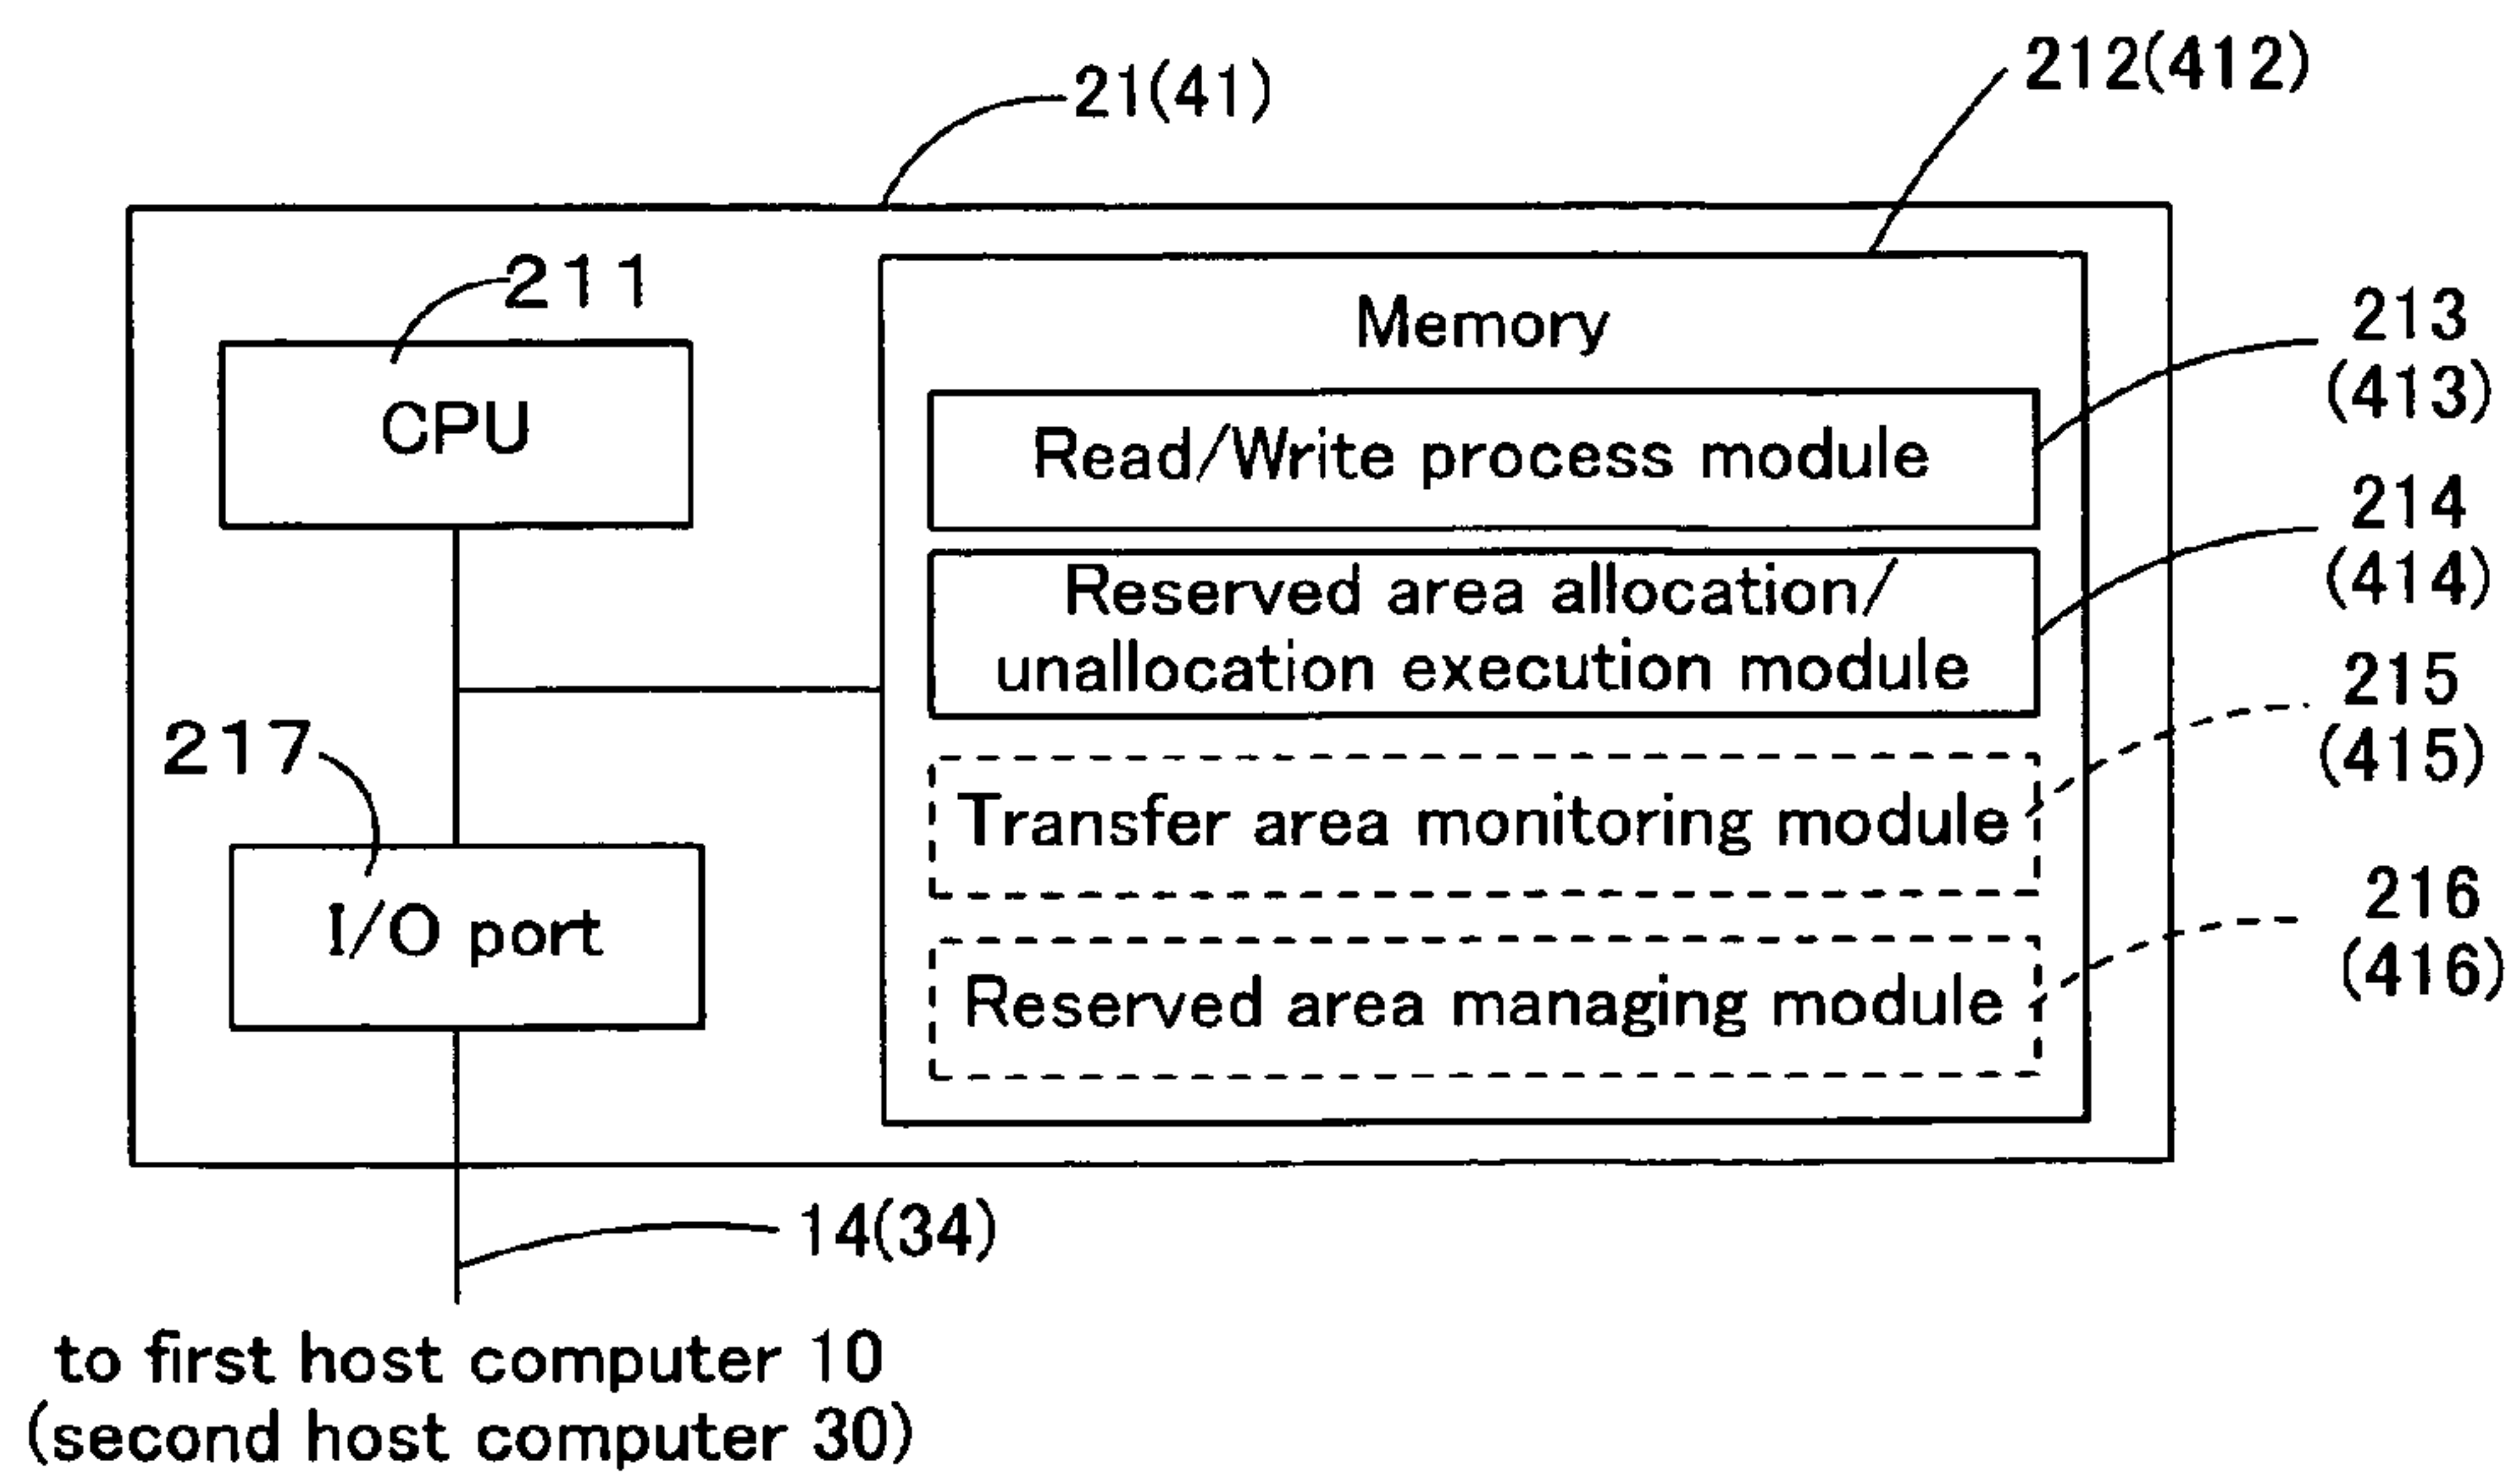 21(41)
212(412)
211
CPU
217
I/O port
Memory
Read/Write process module
Reserved area allocation/
unallocation execution module
Transfer area monitoring module
Reserved area managing module
213
(413)
214
(414)
215
(415)
216
(416)
14(34)
to first host computer 10
(second host computer 30)